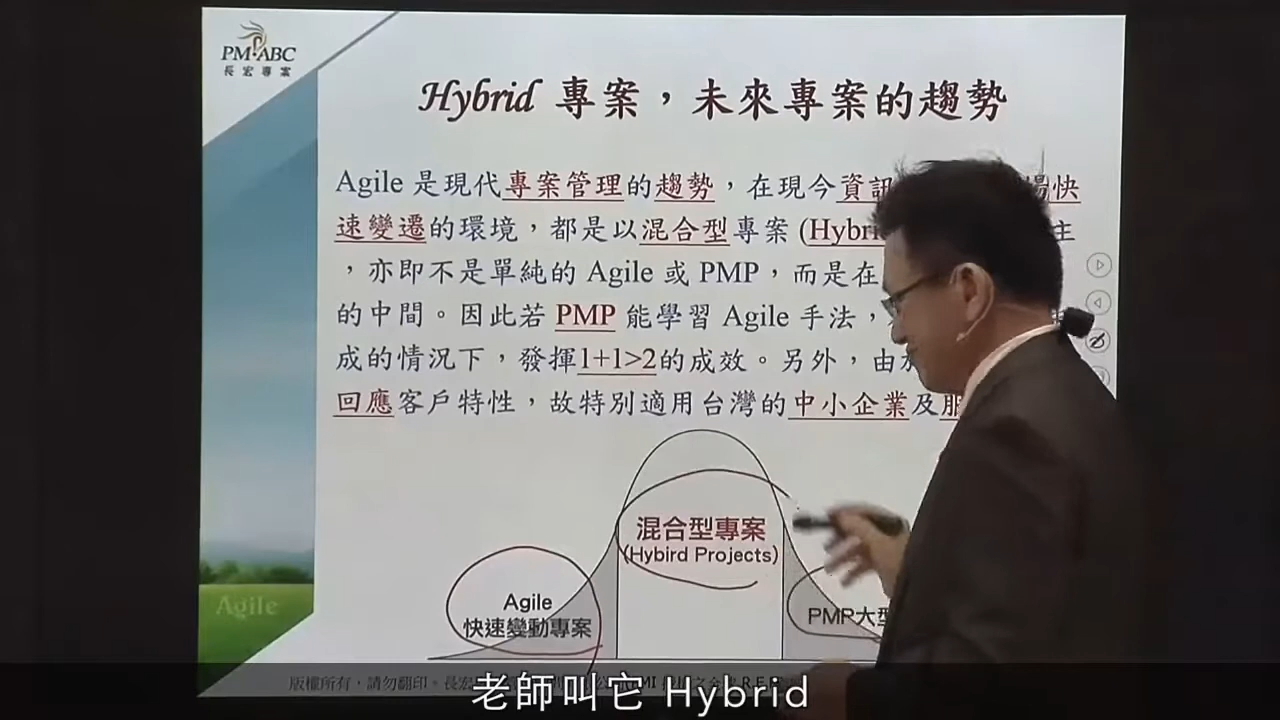 PM-ABC
長宏專案
Hybrid 專案，未來專案的趨勢
Agile 是現代專案管理的趨勢，在現今資訊 場快
速變遷的環境，都是以混合型專案 (Hybri 主
，亦即不是單純的 Agile 或 PMP，而是在
的中間。因此若 PMP 能學習 Agile 手法，
成的情況下，發揮1+1>2的成效。另外，由
回應客戶特性，故特別適用台灣的中小企業及服
混合型專案
(Hybird Projects)
Agile
快速變動專案
PMP大型
Agile
版權所有，請勿翻印。長宏
老師叫它 Hybrid